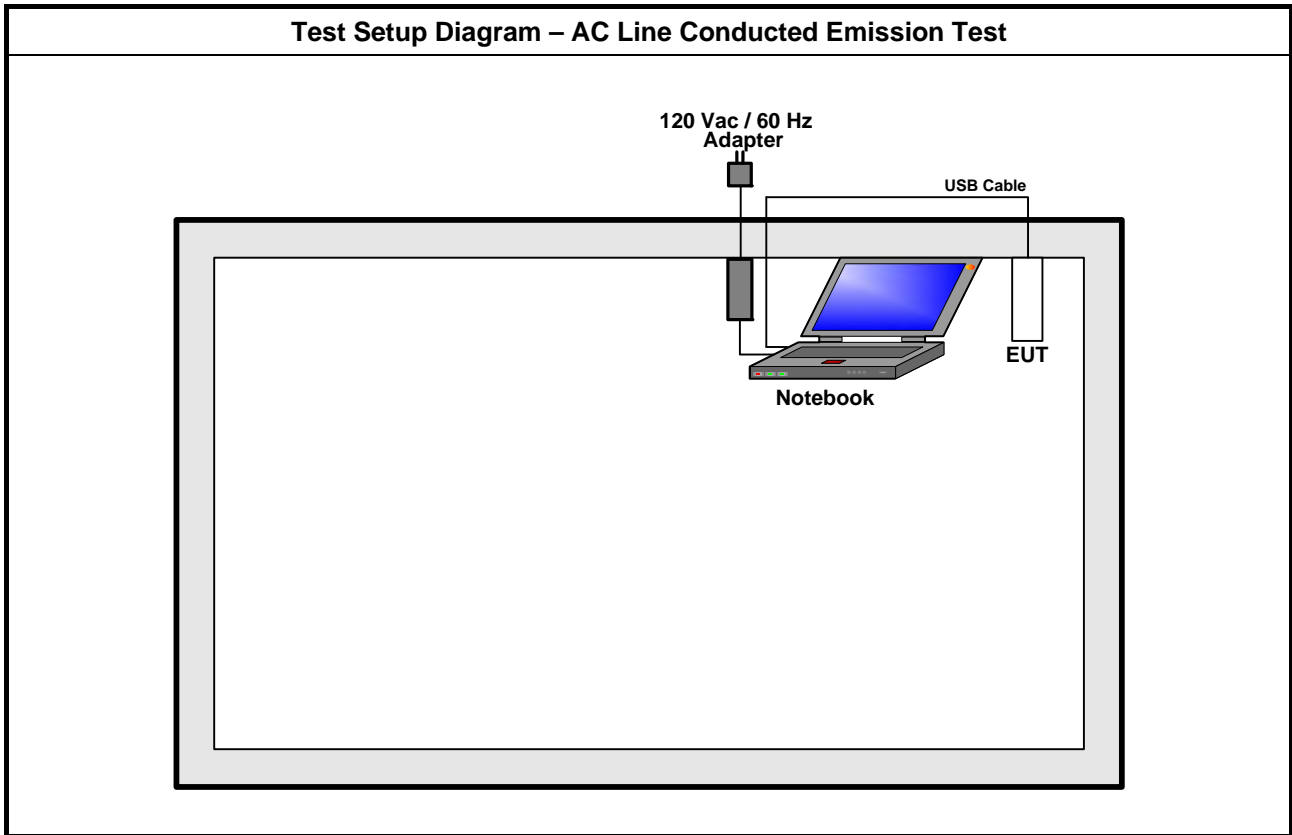 Test Setup Diagram – AC Line Conducted Emission Test
120 Vac / 60 Hz
Adapter
USB Cable
EUT
Notebook